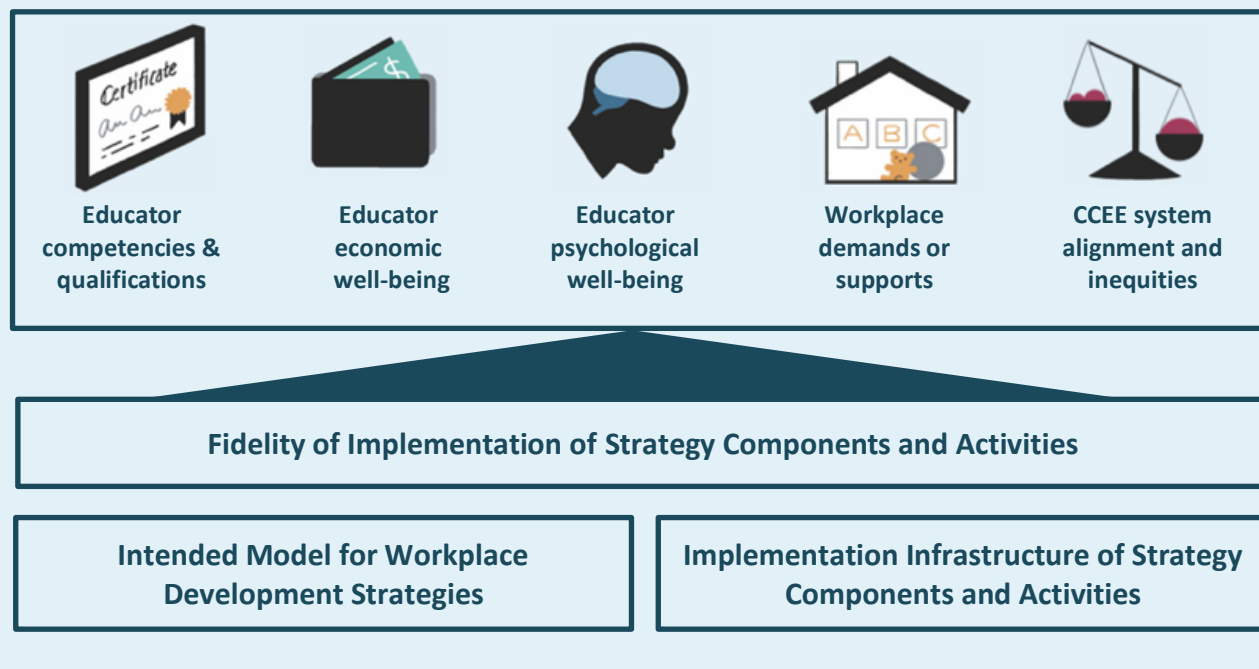 Certificate
$
A B C
Educator
competencies &
qualifications
Educator
economic
well-being
Educator
psychological
well-being
Workplace
demands or
supports
CCEE system
alignment and
inequities
Fidelity of Implementation of Strategy Components and Activities
Intended Model for Workplace
Development Strategies
Implementation Infrastructure of Strategy
Components and Activities